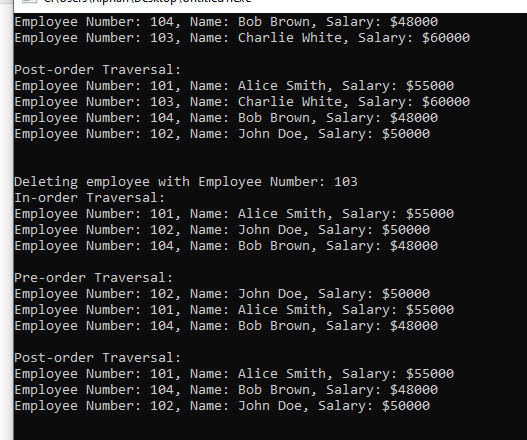 Employee Number: 104, Name: Bob Brown, Salary: $48000
Employee Number: 103, Name: Charlie White, Salary: $60000
Post-order Traversal:
Employee Number: 101, Name: Alice Smith, Salary: $55000
Employee Number: 103, Name: Charlie White, Salary: $60000
Employee Number: 104, Name: Bob Brown, Salary: $48000
Employee Number: 102, Name: John Doe, Salary: $50000
Deleting employee with Employee Number: 103
In-order Traversal:
Employee Number: 101, Name: Alice Smith, Salary: $55000
Employee Number: 102, Name: John Doe, Salary: $50000
Employee Number: 104, Name: Bob Brown, Salary: $48000
Pre-order Traversal:
Employee Number: 102, Name: John Doe, Salary: $50000
Employee Number: 101, Name: Alice Smith, Salary: $55000
Employee Number: 104, Name: Bob Brown, Salary: $48000
Post-order Traversal:
Employee Number: 101, Name: Alice Smith, Salary: $55000
Employee Number: 104, Name: Bob Brown, Salary: $48000
Employee Number: 102, Name: John Doe, Salary: $50000